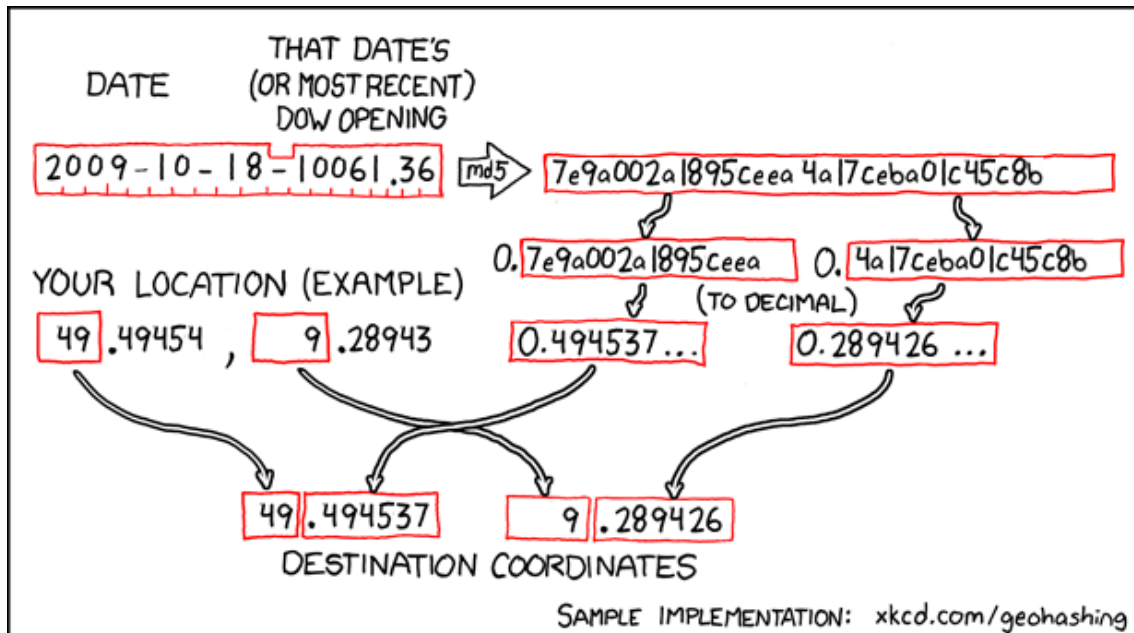 DATE
THAT DATE'S
(OR MOST RECENT)
DOW OPENING
2009-10-18-10061.36
md5
7e9a002a1895ceea4a17ceba01c45c8b
0.7e9a002a1895ceea
0.4a17ceba01c45c8b
YOUR LOCATION (EXAMPLE)
(TO DECIMAL)
49.49454, 9.28943
0.494537...
0.289426...
49.494537
9.289426
DESTINATION COORDINATES
SAMPLE IMPLEMENTATION: xkcd.com/geohashing